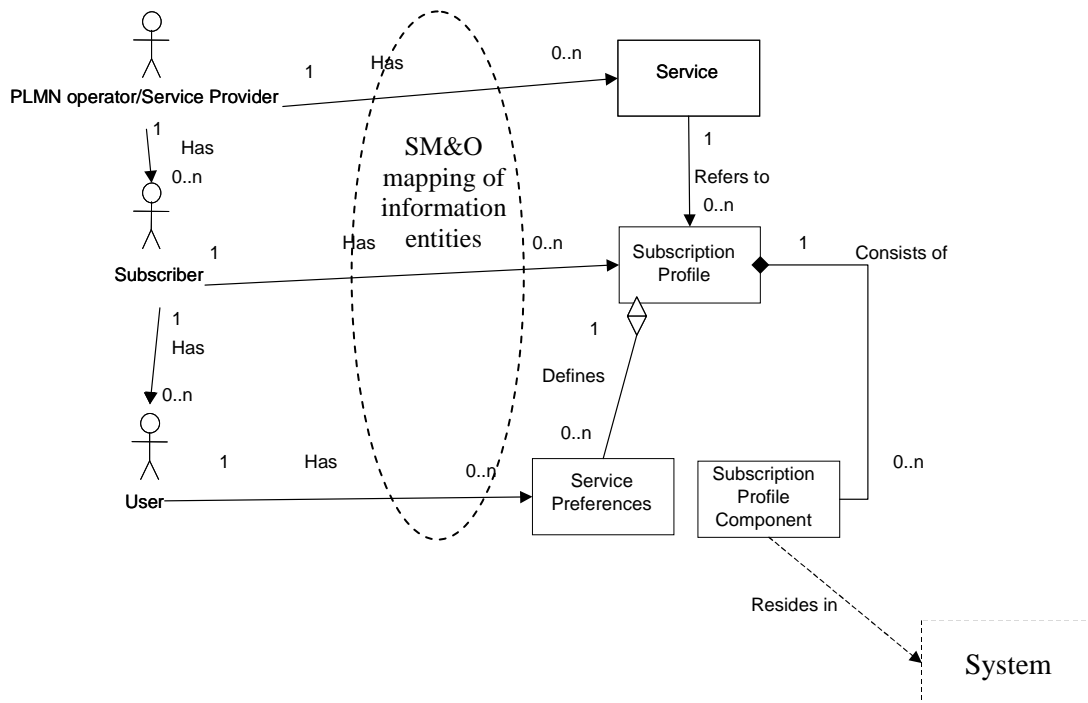 1
Has
0..n
Service
PLMN operator/Service Provider
1
Has
0..n
SM&O
mapping of
information
entities
1
Refers to
0..n
Subscriber
1
Has
0..n
Subscription
Profile
1
Consists of
1
Has
0..n
1
Defines
0..n
User
1
Has
0..n
Service
Preferences
Subscription
Profile
Component
0..n
Resides in
System